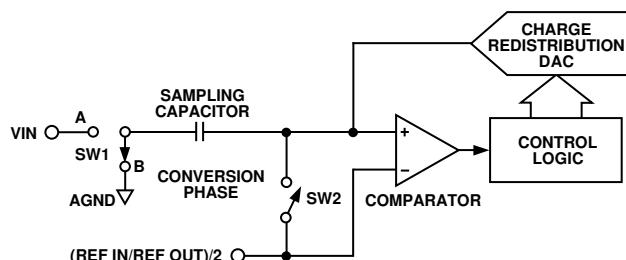 CHARGE
REDISTRIBUTION
DAC
SAMPLING
CAPACITOR
A
VIN
+
CONTROL
LOGIC
SW1
B
–
CONVERSION
PHASE
SW2
COMPARATOR
AGND
(REF IN/REF OUT)/2